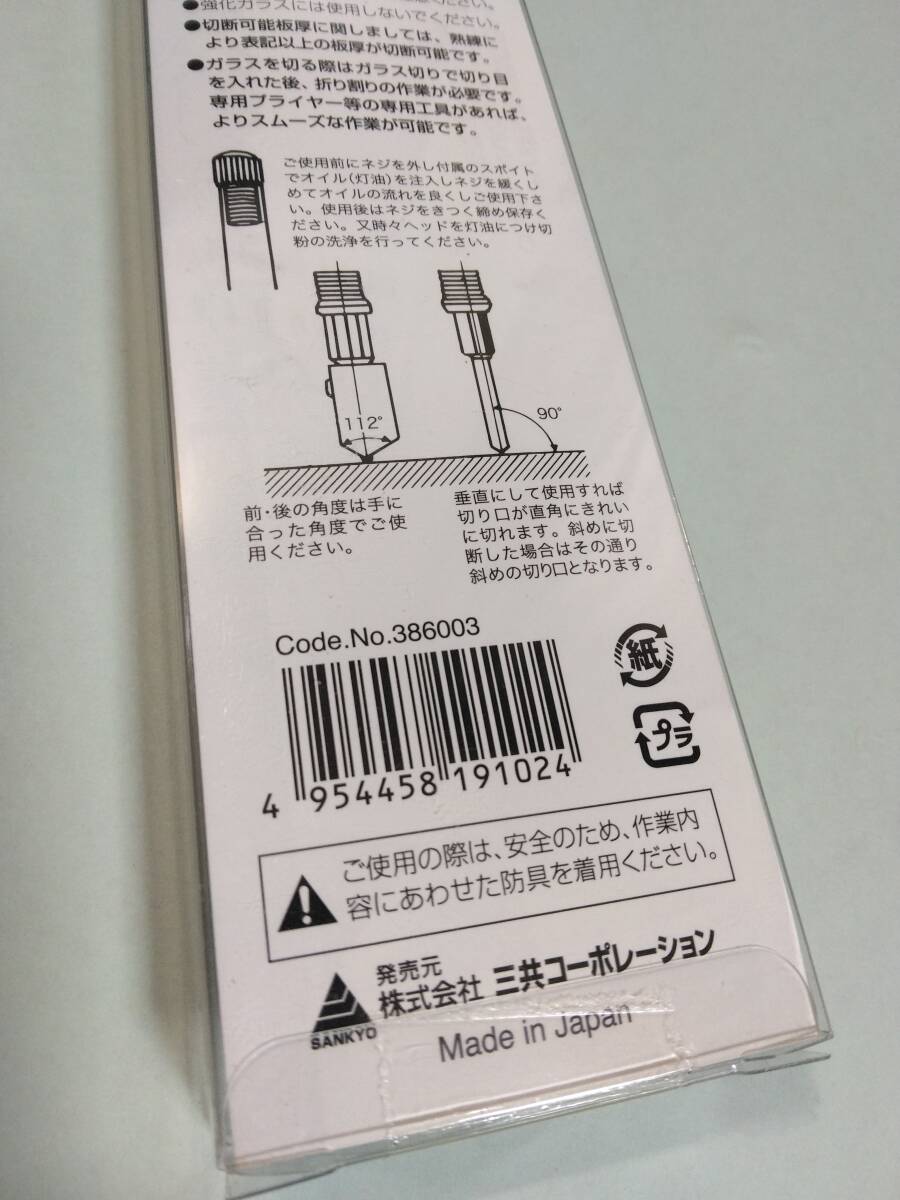 ください。
●強化ガラスには使用しないでください。
●切断可能板厚に関しましては、熟練に
より表記以上の板厚が切断可能です。
●ガラスを切る際はガラス切りで切り目
を入れた後、折り割りの作業が必要です。
専用プライヤー等の専用工具があれば、
よりスムーズな作業が可能です。
ご使用前にネジを外し付属のスポイト
でオイル(灯油)を注入しネジを緩くし
めてオイルの流れを良くしご使用下さ
い。使用後はネジをきつく締め保存く
ださい。又時々ヘッドを灯油につけ切
粉の洗浄を行ってください。
112°
90°
前・後の角度は手に
合った角度でご使
用ください。
垂直にして使用すれば
切り口が直角にきれい
に切れます。斜めに切
断した場合はその通り
斜めの切り口となります。
Code.No.386003
紙
プラ
4 954458 191024
ご使用の際は、安全のため、作業内
容にあわせた防具を着用ください。
SANKYO
発売元
株式会社 三共コーポレーション
Made in Japan